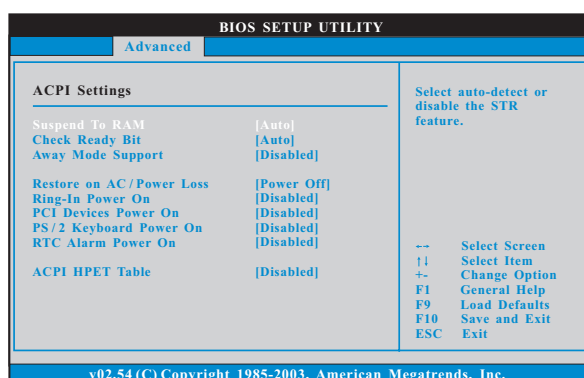 BIOS SETUP UTILITY
Advanced
ACPI Settings
Suspend To RAM [Auto]
Check Ready Bit [Auto]
Away Mode Support [Disabled]
Restore on AC / Power Loss [Power Off]
Ring-In Power On [Disabled]
PCI Devices Power On [Disabled]
PS / 2 Keyboard Power On [Disabled]
RTC Alarm Power On [Disabled]
ACPI HPET Table [Disabled]
Select auto-detect or
disable the STR
feature.
←→ Select Screen
↑↓ Select Item
+- Change Option
F1 General Help
F9 Load Defaults
F10 Save and Exit
ESC Exit
v02.54 (C) Copyright 1985-2003, American Megatrends, Inc.